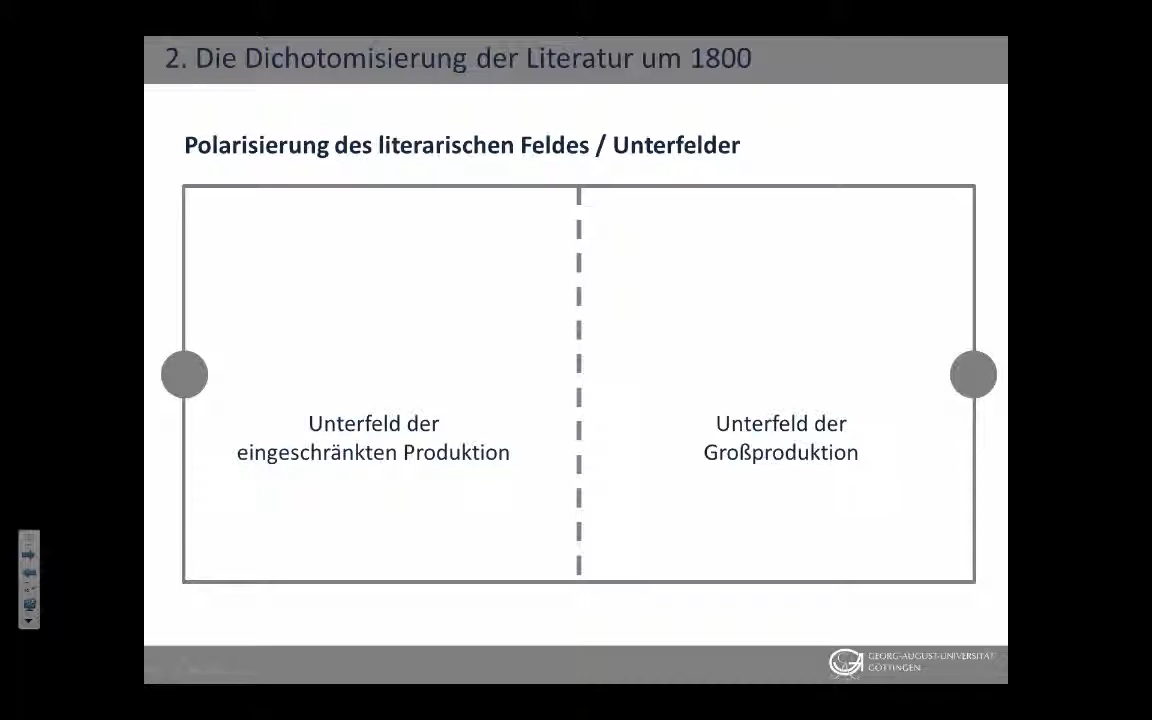 2. Die Dichotomisierung der Literatur um 1800
Polarisierung des literarischen Feldes / Unterfelder
Unterfeld der
eingeschränkten Produktion
Unterfeld der
Großproduktion
GEORG-AUGUST-UNIVERSITÄT
GÖTTINGEN